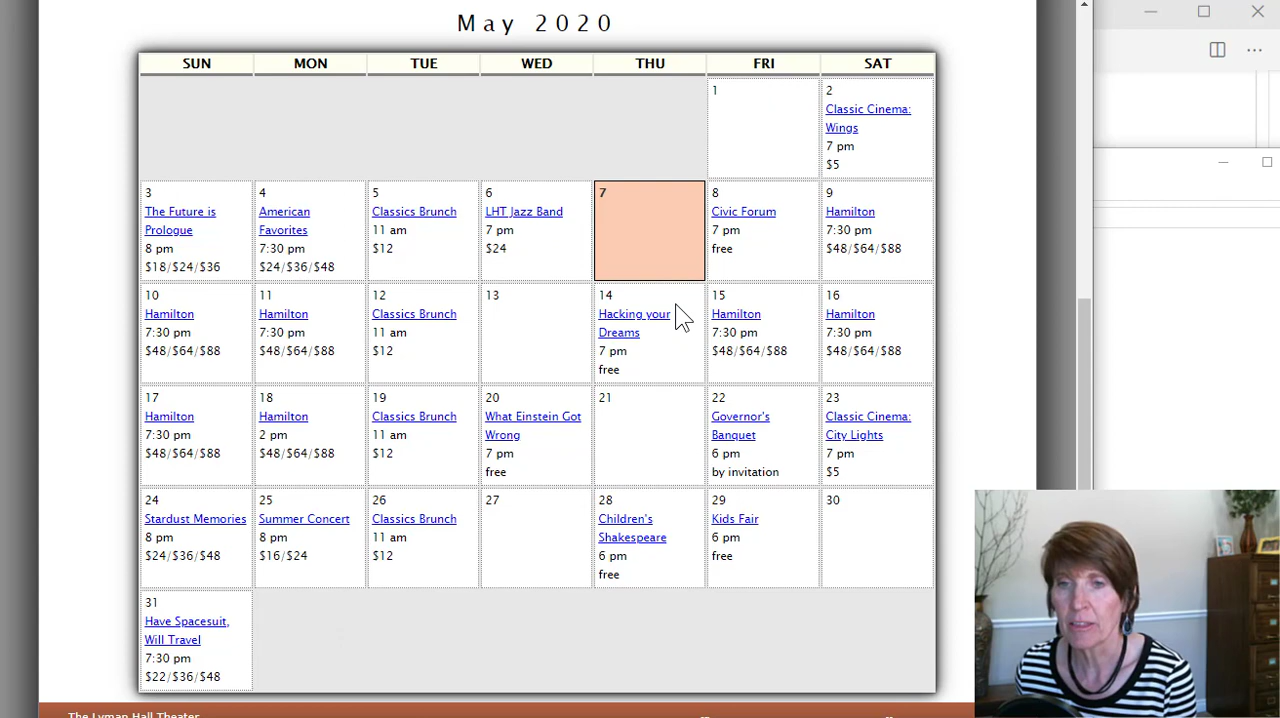 May 2020
SUN MON TUE WED THU FRI SAT
1
2
Classic Cinema:
Wings
7 pm
$5
3
The Future is
Prologue
8 pm
$18/$24/$36
4
American
Favorites
7:30 pm
$24/$36/$48
5
Classics Brunch
11 am
$12
6
LHT Jazz Band
7 pm
$24
7
8
Civic Forum
7 pm
free
9
Hamilton
7:30 pm
$48/$64/$88
10
Hamilton
7:30 pm
$48/$64/$88
11
Hamilton
7:30 pm
$48/$64/$88
12
Classics Brunch
11 am
$12
13
14
Hacking your
Dreams
7 pm
free
15
Hamilton
7:30 pm
$48/$64/$88
16
Hamilton
7:30 pm
$48/$64/$88
17
Hamilton
7:30 pm
$48/$64/$88
18
Hamilton
2 pm
$48/$64/$88
19
Classics Brunch
11 am
$12
20
What Einstein Got
Wrong
7 pm
free
21
22
Governor's
Banquet
6 pm
by invitation
23
Classic Cinema:
City Lights
7 pm
$5
24
Stardust Memories
8 pm
$24/$36/$48
25
Summer Concert
8 pm
$16/$24
26
Classics Brunch
11 am
$12
27
28
Children's
Shakespeare
6 pm
free
29
Kids Fair
6 pm
free
30
31
Have Spacesuit,
Will Travel
7:30 pm
$22/$36/$48
The Lyman Hall Theater